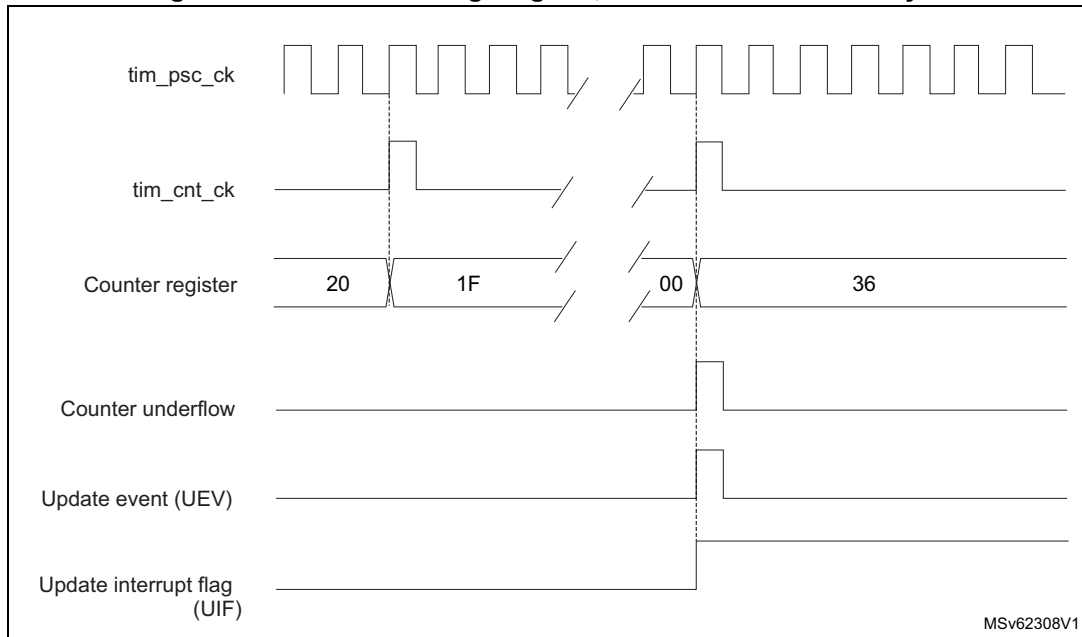 tim_psc_ck
tim_cnt_ck
Counter register
20
1F
00
36
Counter underflow
Update event (UEV)
Update interrupt flag
(UIF)
MSv62308V1